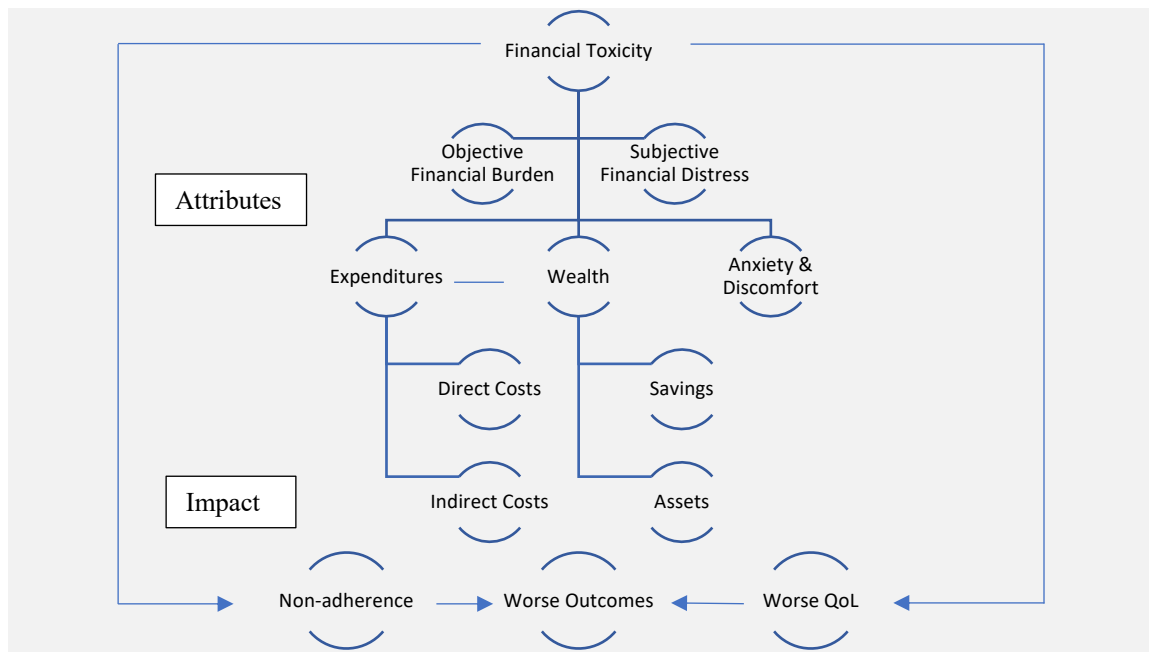 Financial Toxicity
Objective
Financial Burden
Subjective
Financial Distress
Attributes
Expenditures
Wealth
Anxiety &
Discomfort
Direct Costs
Savings
Impact
Indirect Costs
Assets
Non-adherence
Worse Outcomes
Worse QoL